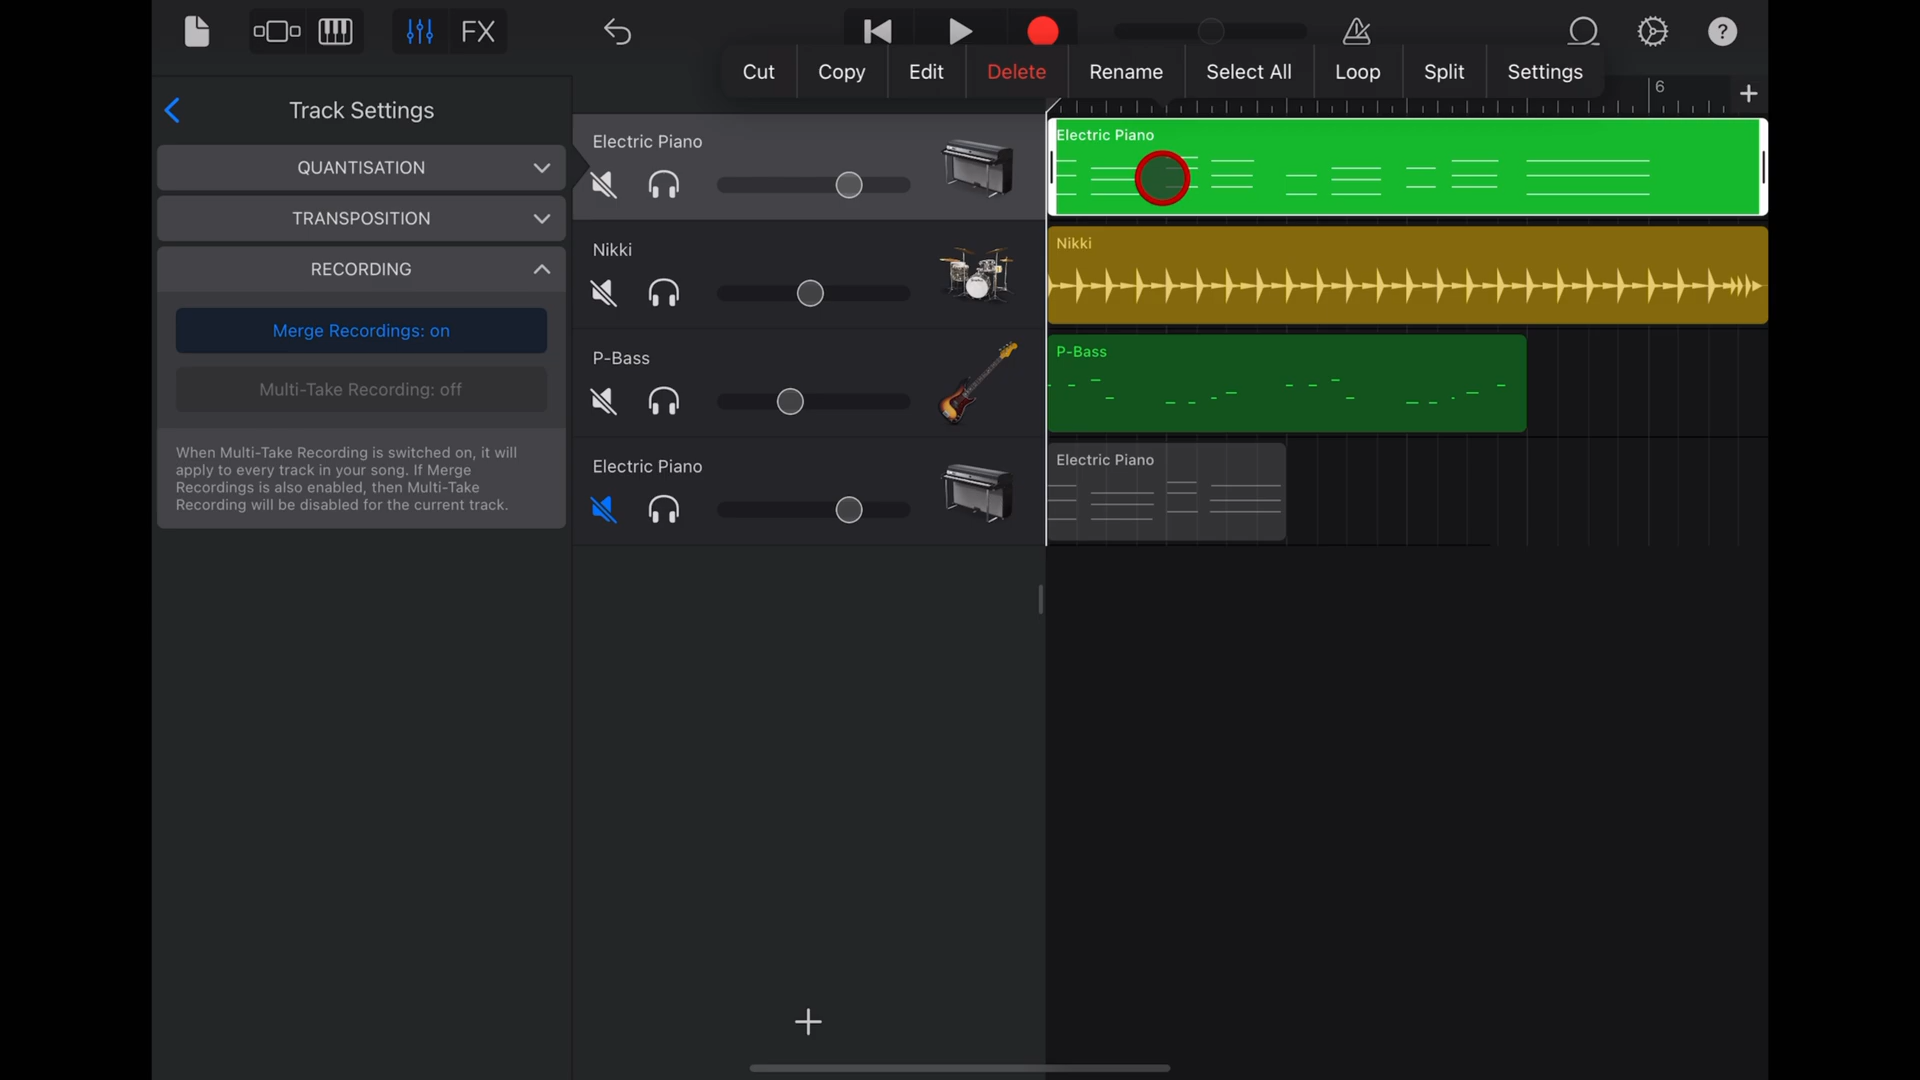 FX
Cut
Copy
Edit
Delete
Rename
Select All
Loop
Split
Settings
6
Track Settings
QUANTISATION
TRANSPOSITION
RECORDING
Merge Recordings: on
Multi-Take Recording: off
When Multi-Take Recording is switched on, it will
apply to every track in your song. If Merge
Recordings is also enabled, then Multi-Take
Recording will be disabled for the current track.
Electric Piano
Nikki
P-Bass
Electric Piano
Electric Piano
Nikki
P-Bass
Electric Piano